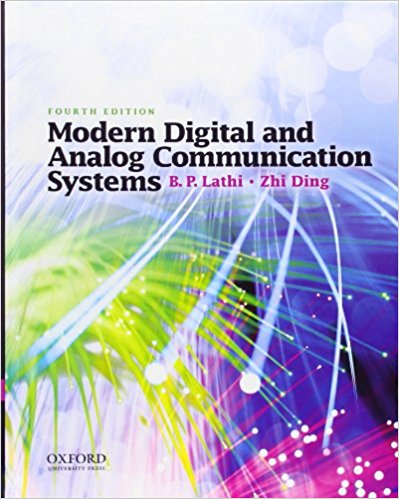 FOURTH EDITION
Modern Digital and
Analog Communication
Systems B. P. Lathi • Zhi Ding
OXFORD
UNIVERSITY PRESS